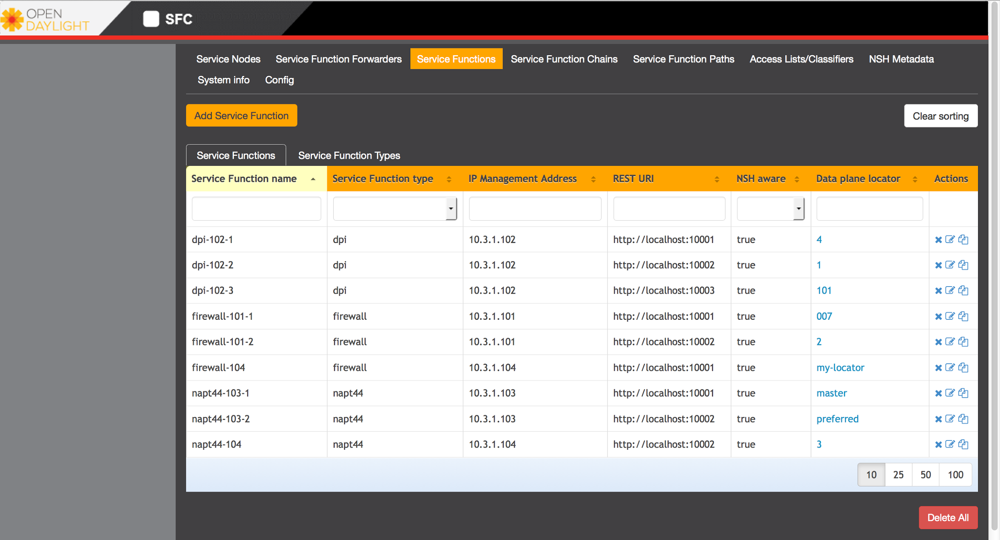 OPEN
DAYLIGHT
SFC
Service Nodes Service Function Forwarders Service Functions Service Function Chains Service Function Paths Access Lists/Classifiers NSH Metadata
System info Config
Add Service Function Clear sorting
Service Functions Service Function Types
Service Function name Service Function type IP Management Address REST URI NSH aware Data plane locator Actions
dpi-102-1 dpi 10.3.1.102 http://localhost:10001 true 4
dpi-102-2 dpi 10.3.1.102 http://localhost:10002 true 1
dpi-102-3 dpi 10.3.1.102 http://localhost:10003 true 101
firewall-101-1 firewall 10.3.1.101 http://localhost:10001 true 007
firewall-101-2 firewall 10.3.1.101 http://localhost:10002 true 2
firewall-104 firewall 10.3.1.104 http://localhost:10001 true my-locator
napt44-103-1 napt44 10.3.1.103 http://localhost:10001 true master
napt44-103-2 napt44 10.3.1.103 http://localhost:10002 true preferred
napt44-104 napt44 10.3.1.104 http://localhost:10002 true 3
10 25 50 100
Delete All